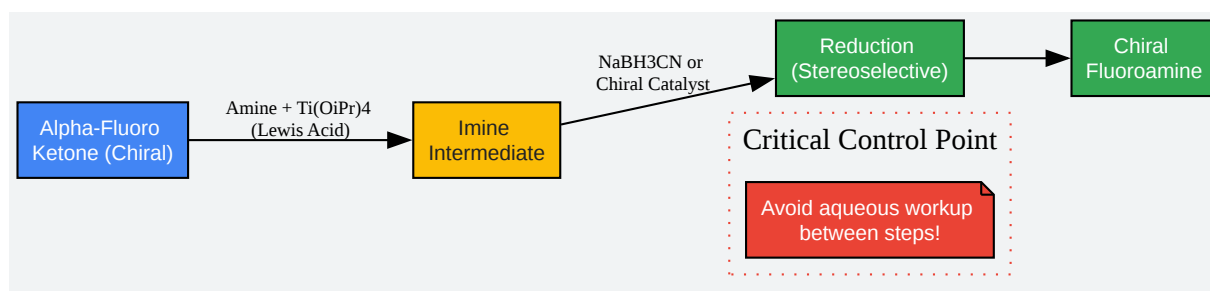 Alpha-Fluoro
Ketone (Chiral)
Amine + Ti(OiPr)4
(Lewis Acid)
Imine
Intermediate
NaBH3CN or
Chiral Catalyst
Reduction
(Stereoselective)
Chiral
Fluoroamine
Critical Control Point
Avoid aqueous workup
between steps!